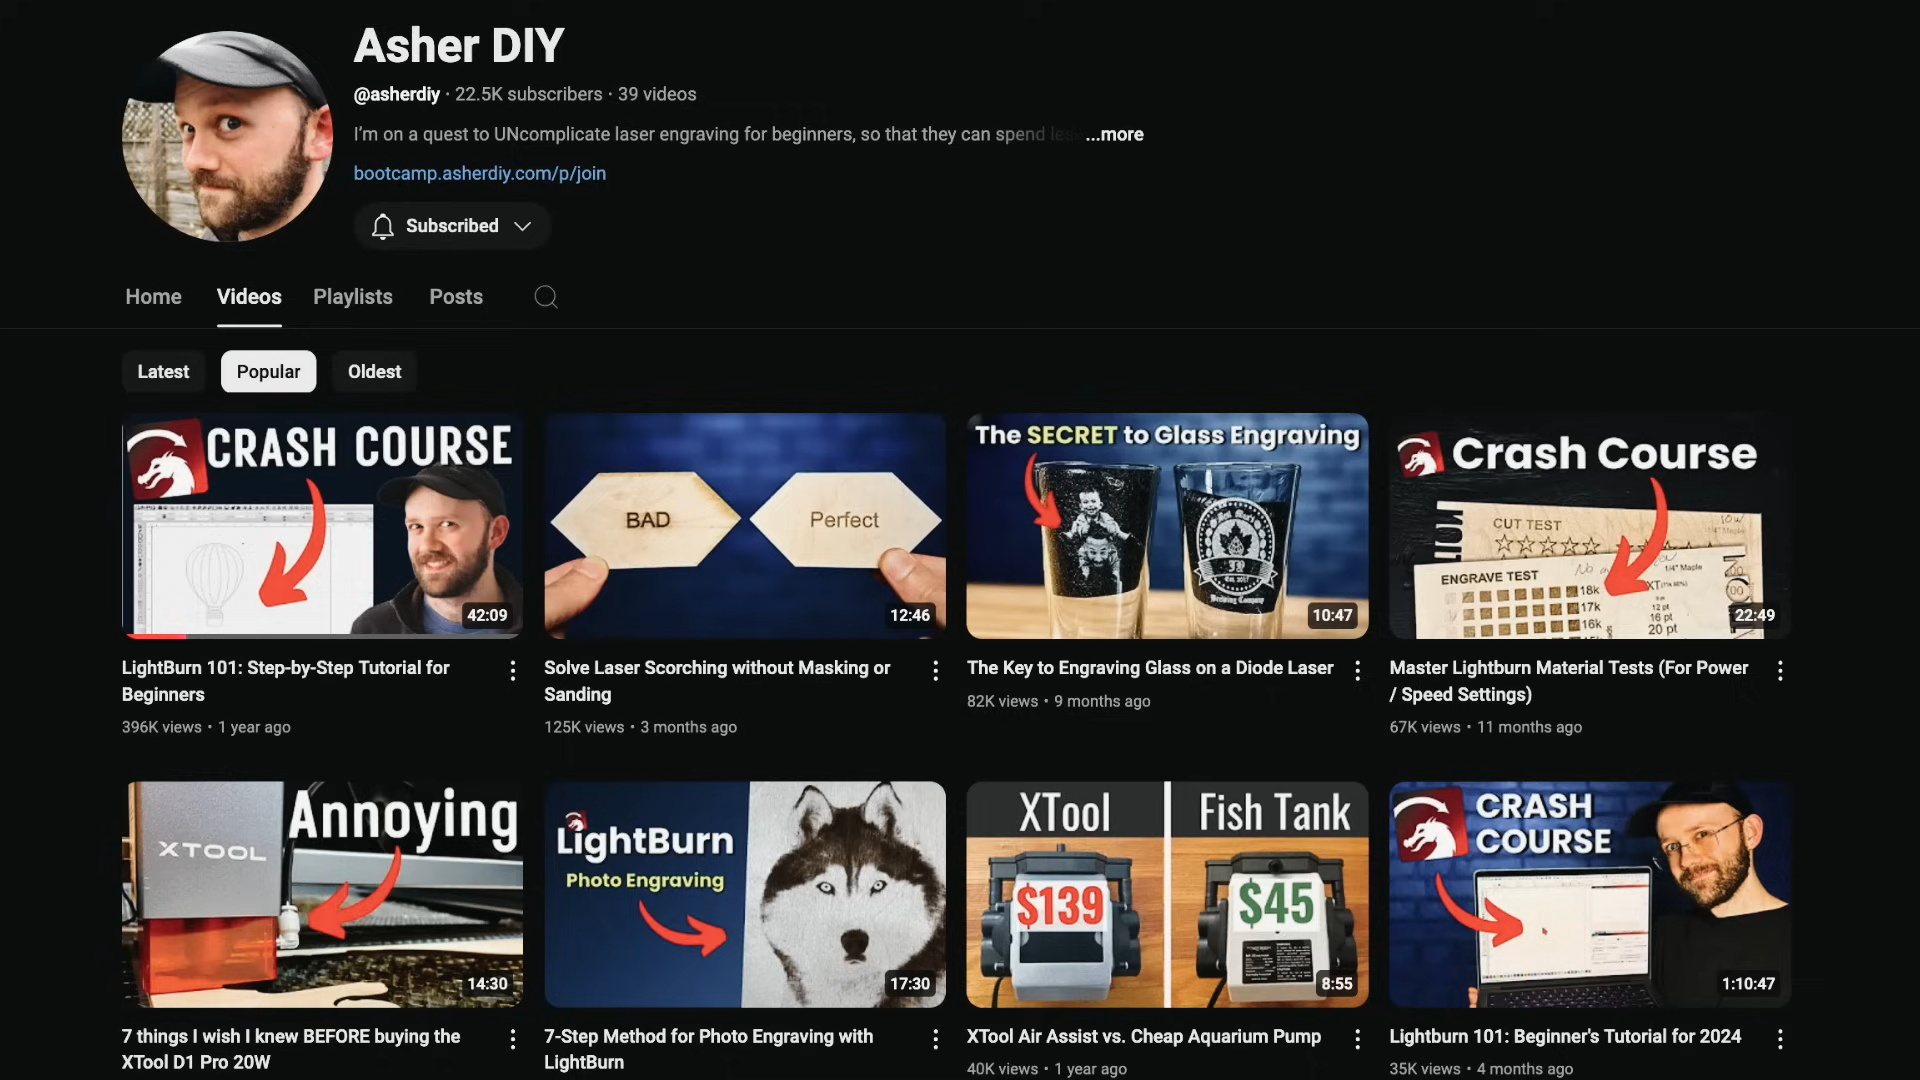 Asher DIY
@asherdiy · 22.5K subscribers · 39 videos
I'm on a quest to UNcomplicate laser engraving for beginners, so that they can spend ...more
bootcamp.asherdiy.com/p/join
Subscribed
Home Videos Playlists Posts
Latest Popular Oldest
CRASH COURSE
42:09
BAD
Perfect
12:46
The SECRET to Glass Engraving
10:47
Crash Course
CUT TEST
ENGRAVE TEST
1/4" Maple
18k
17k
16k
12 pt
16 pt
20 pt
22:49
LightBurn 101: Step-by-Step Tutorial for
Beginners
396K views · 1 year ago
Solve Laser Scorching without Masking or
Sanding
125K views · 3 months ago
The Key to Engraving Glass on a Diode Laser
82K views · 9 months ago
Master Lightburn Material Tests (For Power
/ Speed Settings)
67K views · 11 months ago
Annoying
XTOOL
14:30
LightBurn
Photo Engraving
17:30
XTool
Fish Tank
$139
$45
8:55
CRASH
COURSE
1:10:47
7 things I wish I knew BEFORE buying the
XTool D1 Pro 20W
7-Step Method for Photo Engraving with
LightBurn
XTool Air Assist vs. Cheap Aquarium Pump
40K views · 1 year ago
Lightburn 101: Beginner's Tutorial for 2024
35K views · 4 months ago